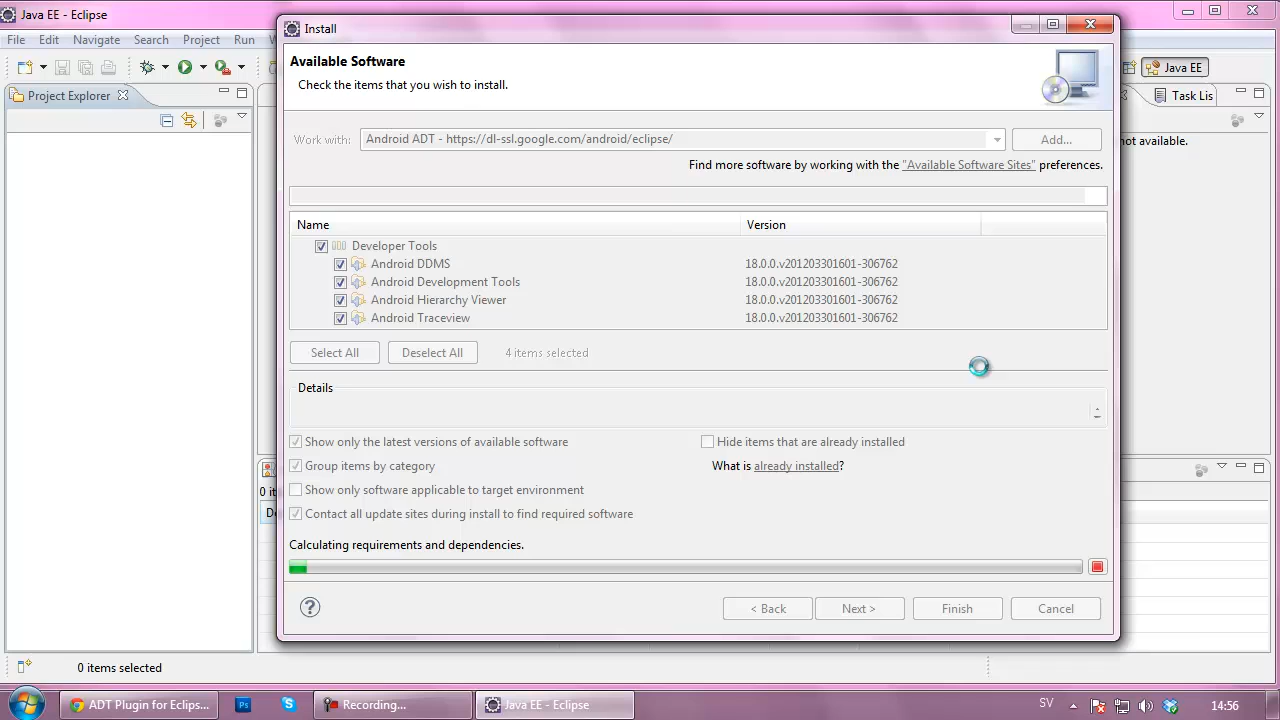 Java EE - Eclipse
File Edit Navigate Search Project Run
Java EE
Project Explorer
Task Lis
not available.
0 it
De
0 items selected
Install
Available Software
Check the items that you wish to install.
Work with: Android ADT - https://dl-ssl.google.com/android/eclipse/ Add...
Find more software by working with the "Available Software Sites" preferences.
Name Version
Developer Tools
Android DDMS 18.0.0.v201203301601-306762
Android Development Tools 18.0.0.v201203301601-306762
Android Hierarchy Viewer 18.0.0.v201203301601-306762
Android Traceview 18.0.0.v201203301601-306762
Select All Deselect All 4 items selected
Details
Show only the latest versions of available software Hide items that are already installed
Group items by category What is already installed?
Show only software applicable to target environment
Contact all update sites during install to find required software
Calculating requirements and dependencies.
? < Back Next > Finish Cancel
ADT Plugin for Eclips... Ps Recording... Java EE - Eclipse SV 14:56